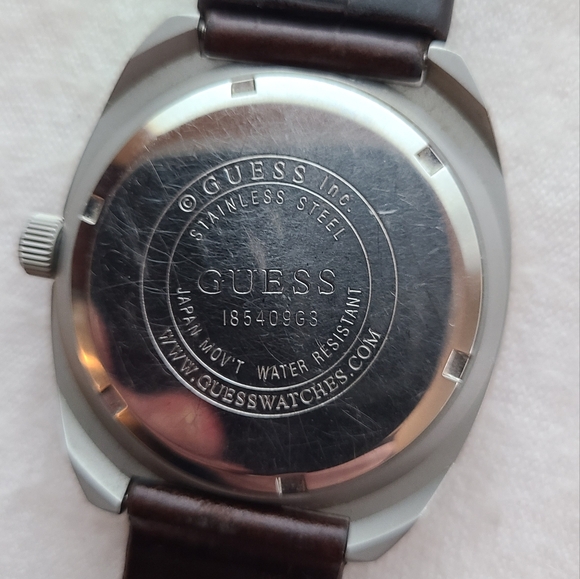 © GUESS Inc.
STAINLESS STEEL
GUESS
I85409G3
JAPAN MOV'T WATER RESISTANT
WWW.GUESSWATCHES.COM